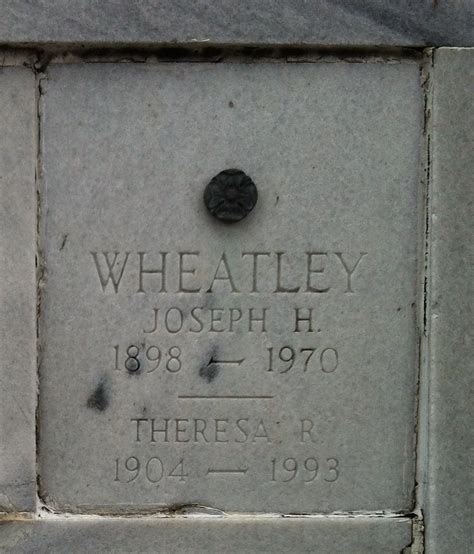 WHEATLEY
JOSEPH H.
1898 — 1970
THERESA R.
1904 — 1993